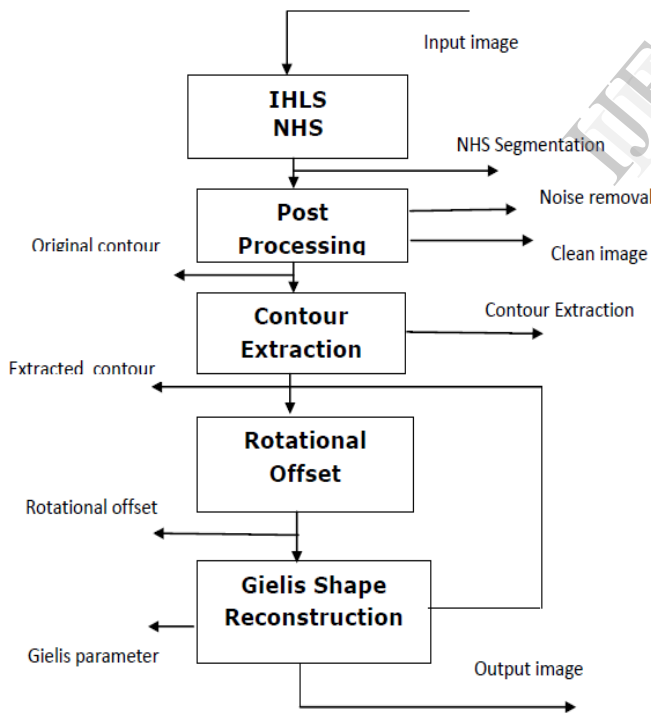 Input image
IHLS
NHS
NHS Segmentation
Post
Processing
Noise removal
Clean image
Original contour
Contour
Extraction
Contour Extraction
Extracted contour
Rotational
Offset
Rotational offset
Gielis Shape
Reconstruction
Gielis parameter
Output image